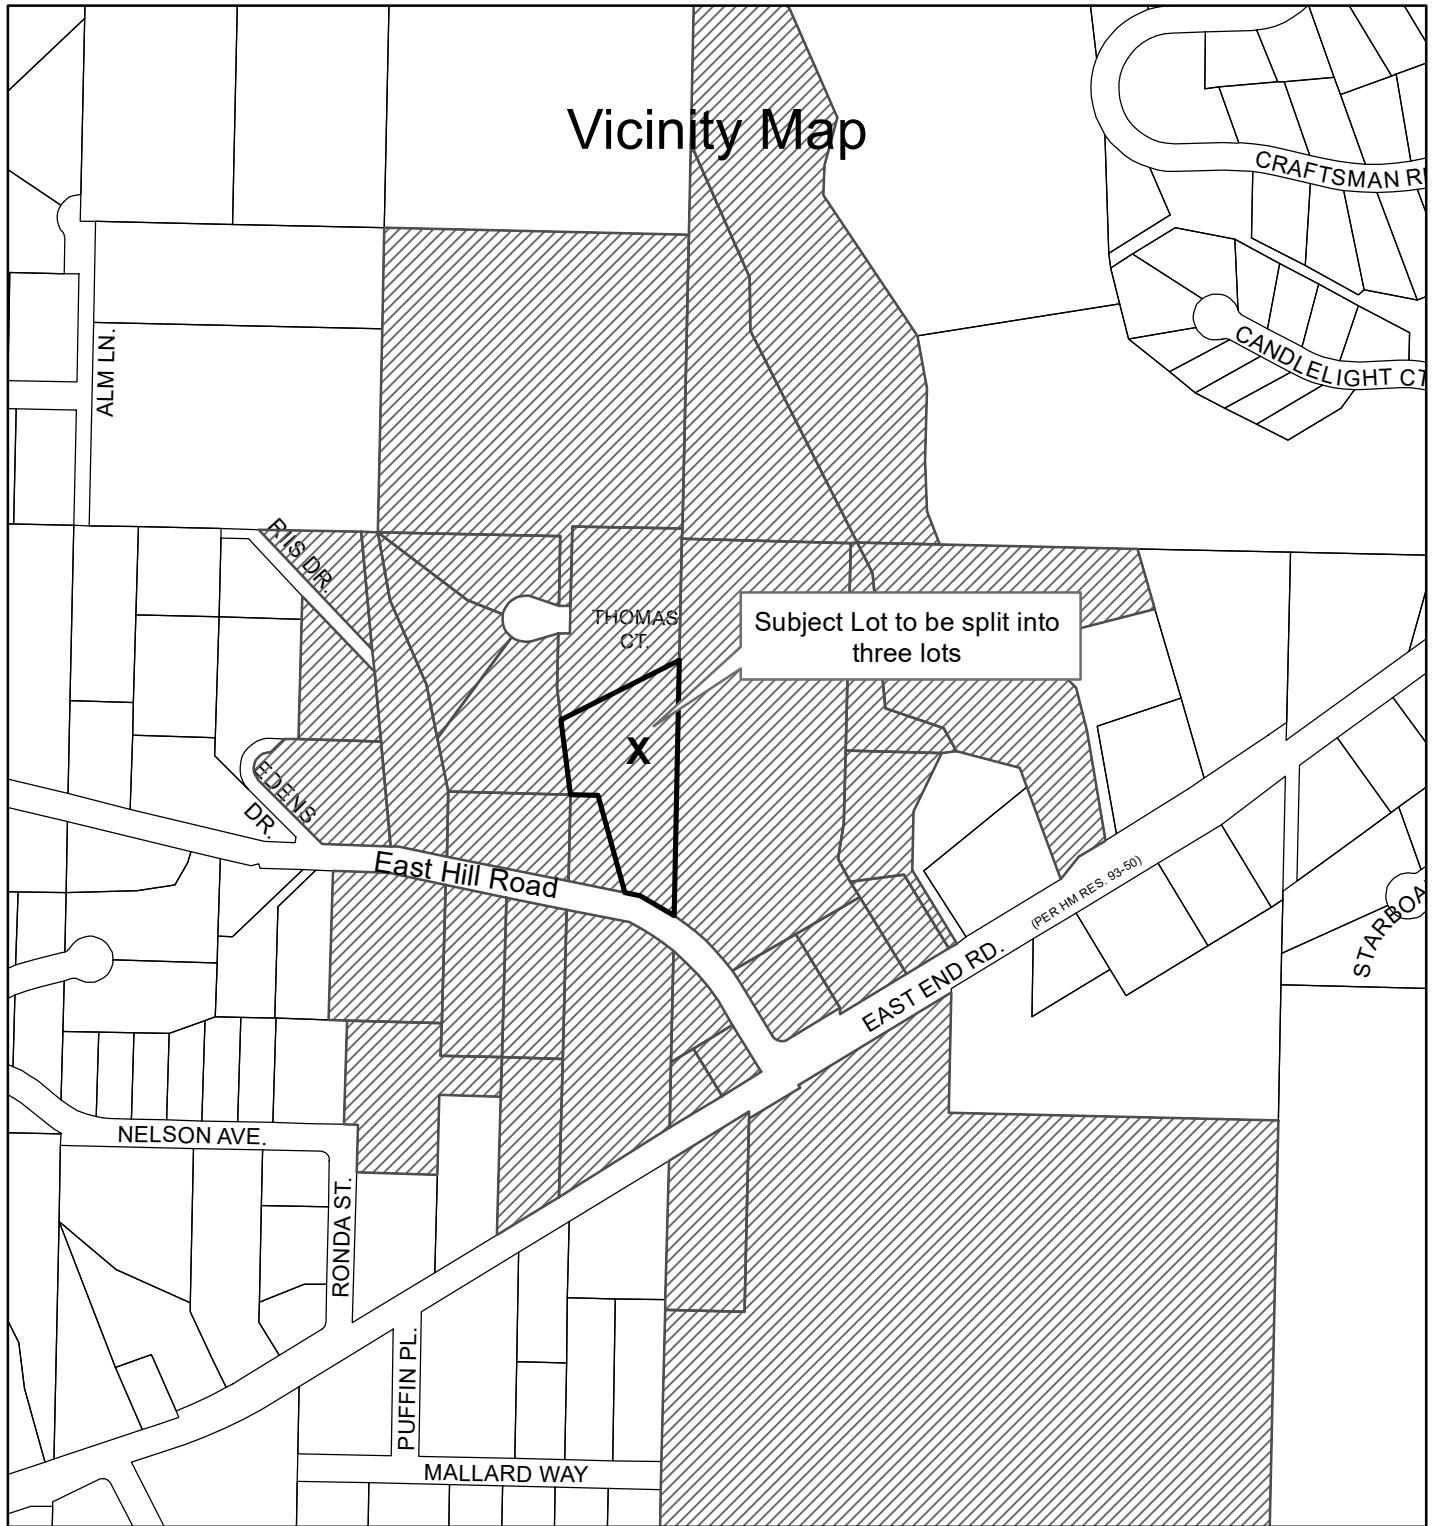 Vicinity Map
CRAFTSMAN R
CANDLELIGHT CT
ALM LN.
RIIS DR.
THOMAS
CT.
Subject Lot to be split into
three lots
X
EDENS
DR.
East Hill Road
(PER HM RES. 93-50)
EAST END RD.
STARBOA
NELSON AVE.
RONDA ST.
PUFFIN PL.
MALLARD WAY